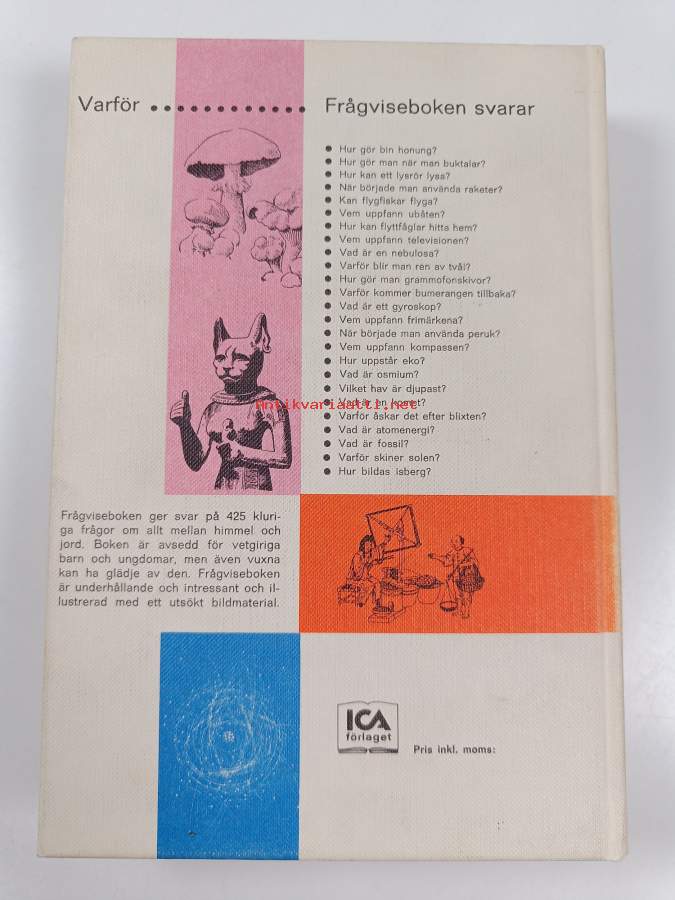 Varför ............ Frågviseboken svarar
● Hur gör bin honung?
● Hur gör man när man buktalar?
● Hur kan ett lysrör lysa?
● När började man använda raketer?
● Kan flygfiskar flyga?
● Vem uppfann ubåten?
● Hur kan flyttfåglar hitta hem?
● Vem uppfann televisionen?
● Vad är en nebulosa?
● Varför blir man ren av tvål?
● Hur gör man grammofonskivor?
● Varför kommer bumerangen tillbaka?
● Vad är ett gyroskop?
● Vem uppfann frimärkena?
● När började man använda peruk?
● Vem uppfann kompassen?
● Hur uppstår eko?
● Vad är osmium?
● Vilket hav är djupast?
● Vad är en komet?
● Varför åskar det efter blixten?
● Vad är atomenergi?
● Vad är fossil?
● Varför skiner solen?
● Hur bildas isberg?
Antikvariaatti.net
Frågviseboken ger svar på 425 kluri-
ga frågor om allt mellan himmel och
jord. Boken är avsedd för vetgiriga
barn och ungdomar, men även vuxna
kan ha glädje av den. Frågviseboken
är underhållande och intressant och il-
lustrerad med ett utsökt bildmaterial.
ICA
förlaget
Pris inkl. moms: